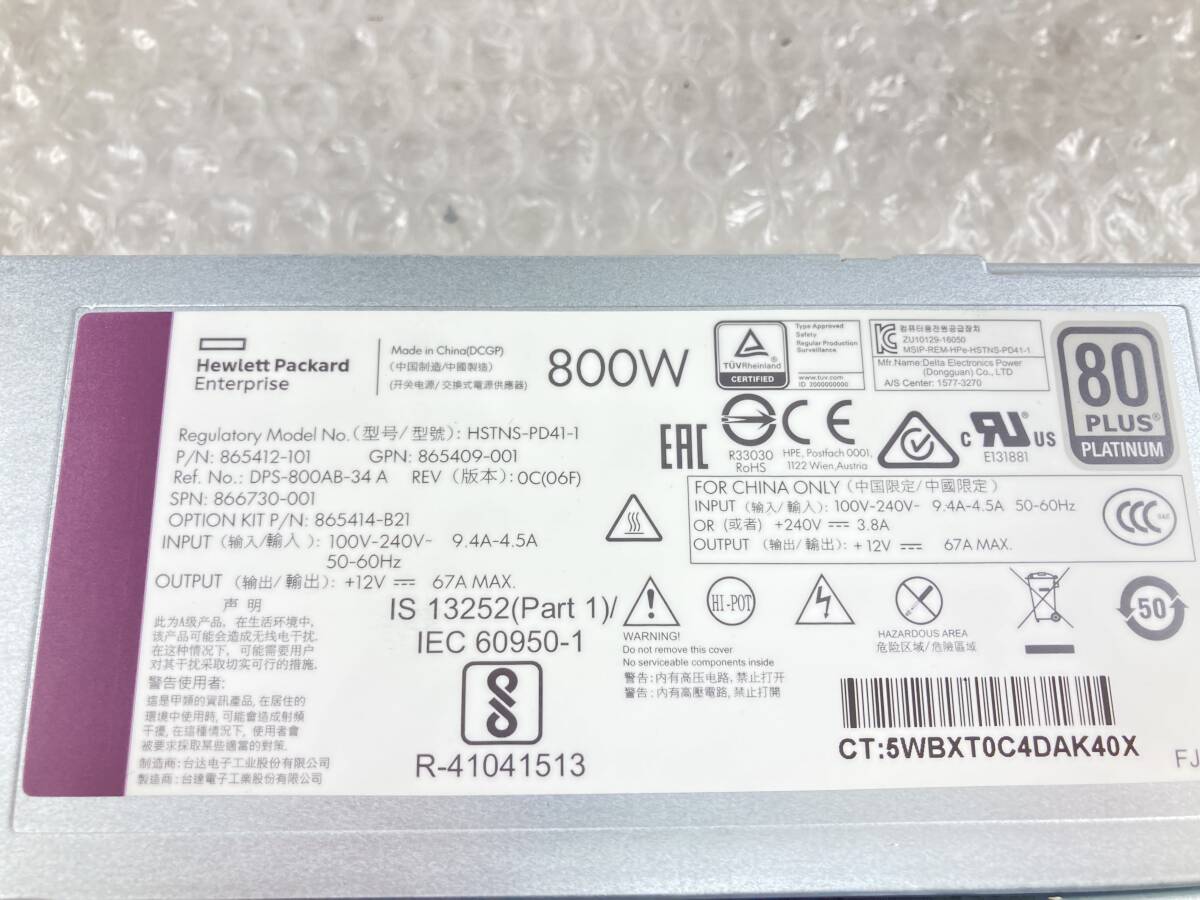 Hewlett Packard
Enterprise
Made in China(DCGP)
(中国制造/中國製造)
(开关电源/交換式電源供應器)
800W
TÜVRheinland
CERTIFIED
Type Approved
Safety
Regular Production
Surveillance
www.tuv.com
ID 2000000000
컴퓨터용전원공급장치
ZU10129-16050
MSIP-REM-HPe-HSTNS-PD41-1
Mfr.Name:Delta Electronics Power
(Dongguan) Co., LTD
A/S Center: 1577-3270
80
PLUS®
PLATINUM
Regulatory Model No.(型号/型號): HSTNS-PD41-1
P/N: 865412-101 GPN: 865409-001
Ref. No.: DPS-800AB-34 A REV (版本): 0C(06F)
SPN: 866730-001
OPTION KIT P/N: 865414-B21
INPUT (输入/輸入): 100V-240V~ 9.4A-4.5A
50-60Hz
OUTPUT (输出/輸出): +12V ⎓ 67A MAX.
EAC
R33030
RoHS
CE
HPE, Postfach 0001,
1122 Wien,Austria
c RU US
E131881
FOR CHINA ONLY (中国限定/中國限定)
INPUT (输入/輸入): 100V-240V~ 9.4A-4.5A 50-60Hz
OR (或者) +240V ⎓ 3.8A
OUTPUT (输出/輸出): +12V ⎓ 67A MAX.
CCC
声 明
此为A级产品, 在生活环境中,
该产品可能会造成无线电干扰.
在这种情况下, 可能需要用户
对其干扰采取切实可行的措施.
警告使用者:
這是甲類的資訊產品, 在居住的
環境中使用時, 可能會造成射頻
干擾, 在這種情況下, 使用者會
被要求採取某些適當的對策.
制造商:台达电子工业股份有限公司
製造商:台達電子工業股份有限公司
IS 13252(Part 1)/
IEC 60950-1
R-41041513
WARNING!
Do not remove this cover
No serviceable components inside
警告:内有高压电路, 禁止打开
警告:內有高壓電路, 禁止打開
HI-POT
HAZARDOUS AREA
危险区域/危險區域
50
CT:5WBXT0C4DAK40X
FJ